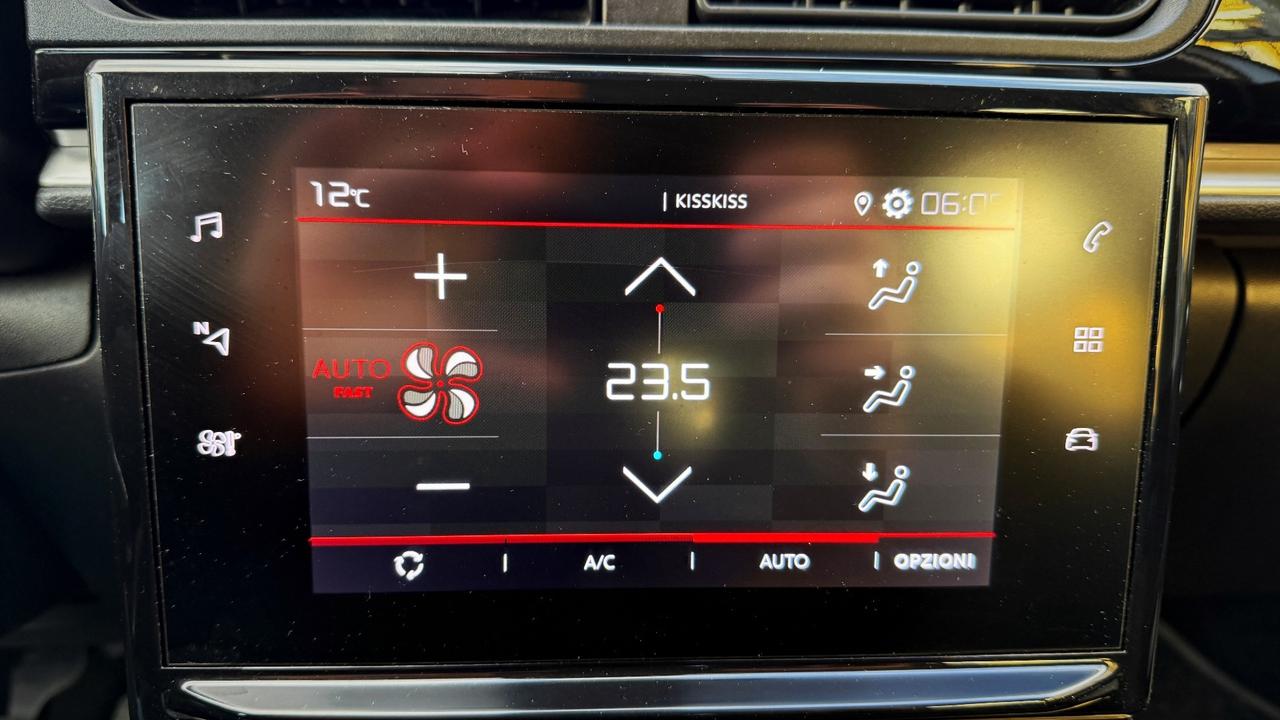 12°C
| KISSKISS
N
AUTO
FAST
23.5
A/C | AUTO | OPZIONI